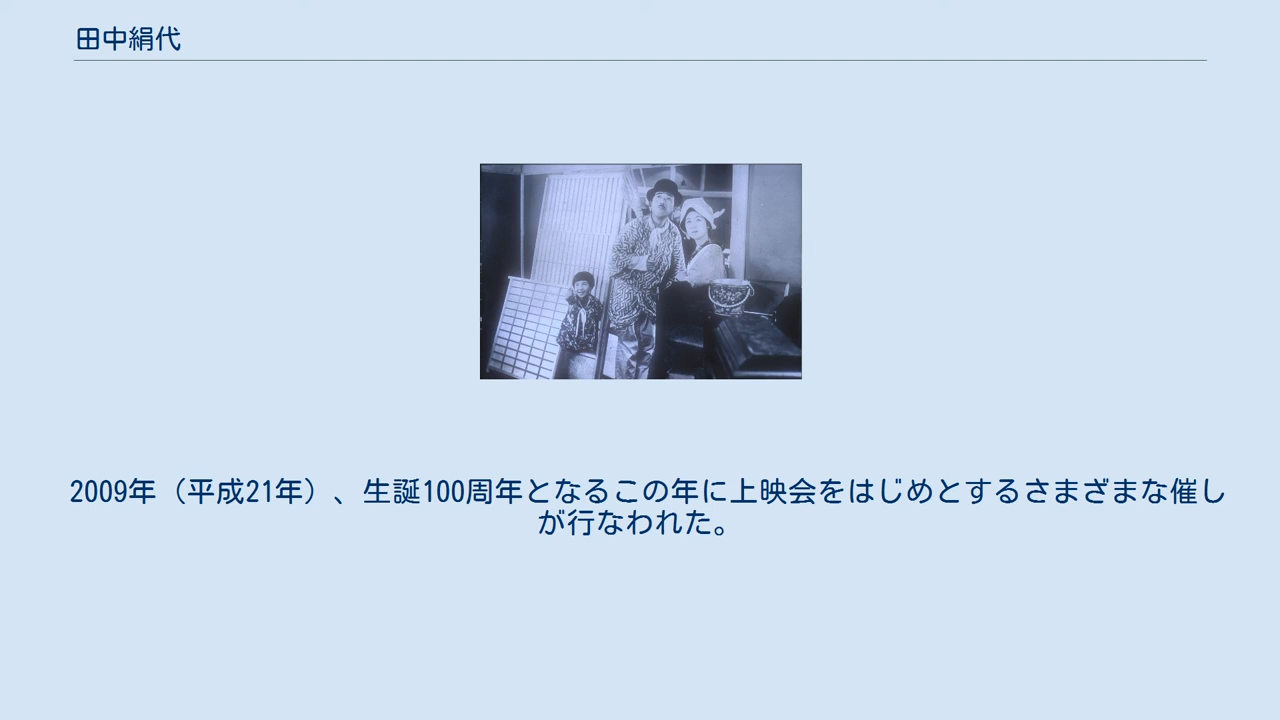 田中絹代
2009年（平成21年）、生誕100周年となるこの年に上映会をはじめとするさまざまな催し
が行なわれた。